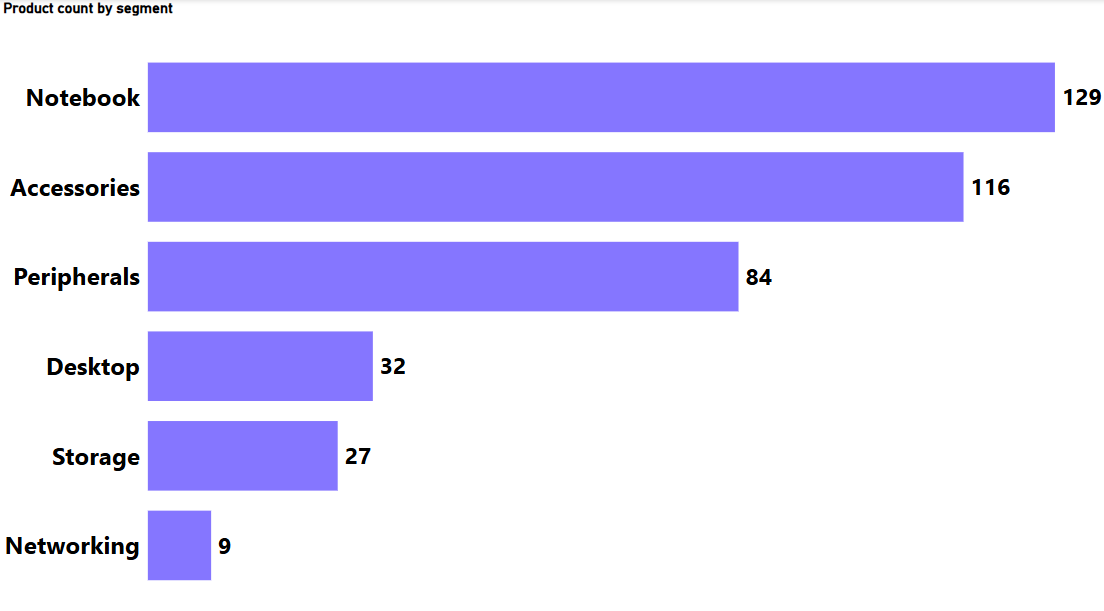 Product count by segment
Notebook 129
Accessories 116
Peripherals 84
Desktop 32
Storage 27
Networking 9